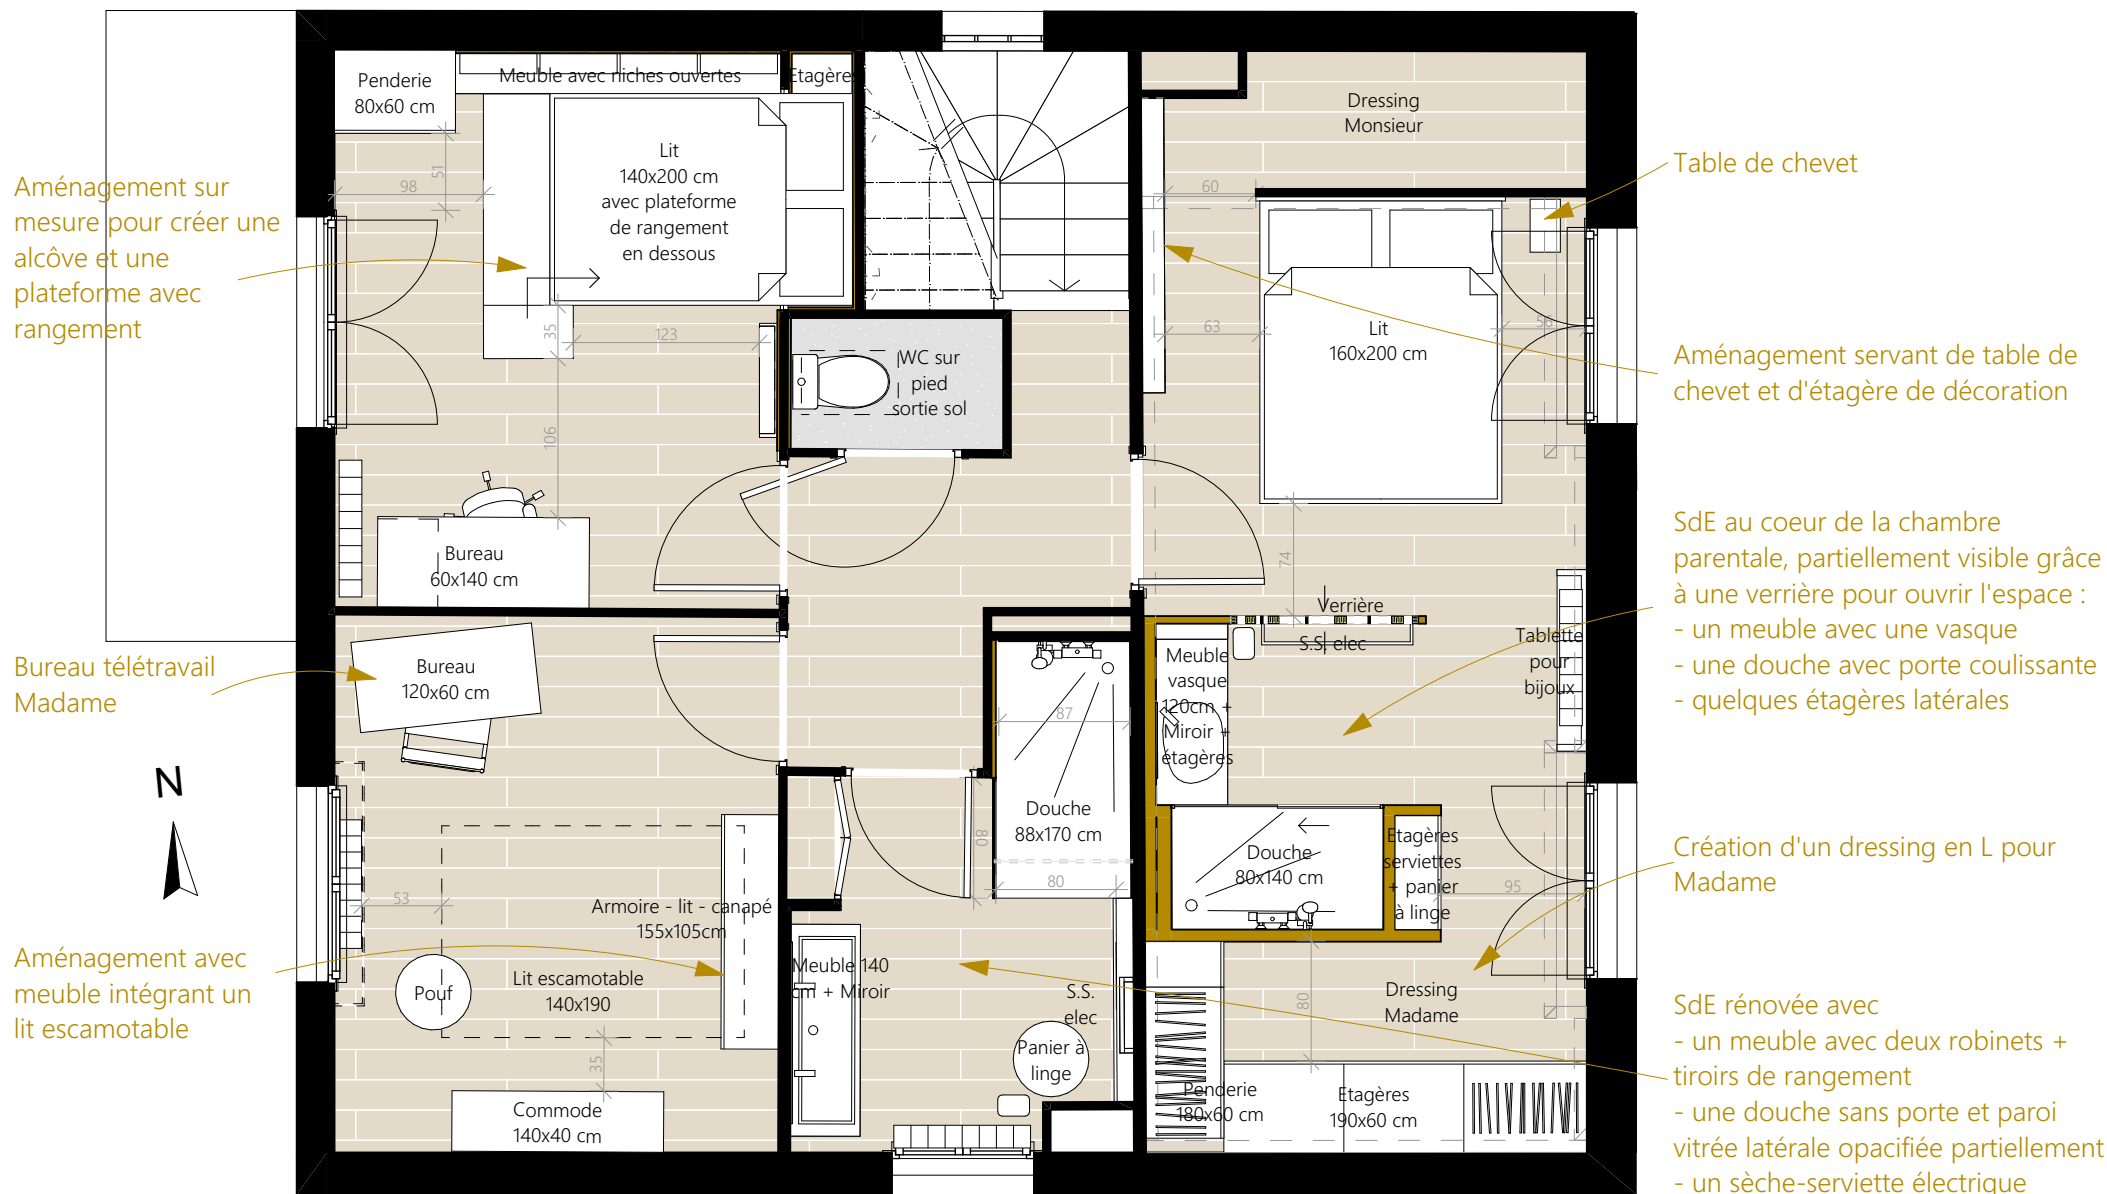 Penderie
80x60 cm
Meuble avec niches ouvertes
Etagère
Lit
140x200 cm
avec plateforme
de rangement
en dessous
51
98
35
123
106
WC sur
pied
sortie sol
Bureau
60x140 cm
Dressing
Monsieur
60
63
56
Lit
160x200 cm
74
Verrière
S.S. elec
Tablette
pour
bijoux
Meuble
vasque
120cm +
Miroir +
étagères
Douche
80x140 cm
Etagères
serviettes
+ panier
à linge
95
80
Dressing
Madame
Penderie
180x60 cm
Etagères
190x60 cm
87
Douche
88x170 cm
80
80
Meuble 140
cm + Miroir
S.S.
elec
Panier à
linge
Bureau
120x60 cm
53
Armoire - lit - canapé
155x105cm
Lit escamotable
140x190
Pouf
35
Commode
140x40 cm
Aménagement sur
mesure pour créer une
alcôve et une
plateforme avec
rangement
Bureau télétravail
Madame
N
Aménagement avec
meuble intégrant un
lit escamotable
Table de chevet
Aménagement servant de table de
chevet et d'étagère de décoration
SdE au coeur de la chambre
parentale, partiellement visible grâce
à une verrière pour ouvrir l'espace :
- un meuble avec une vasque
- une douche avec porte coulissante
- quelques étagères latérales
Création d'un dressing en L pour
Madame
SdE rénovée avec
- un meuble avec deux robinets +
tiroirs de rangement
- une douche sans porte et paroi
vitrée latérale opacifiée partiellement
- un sèche-serviette électrique